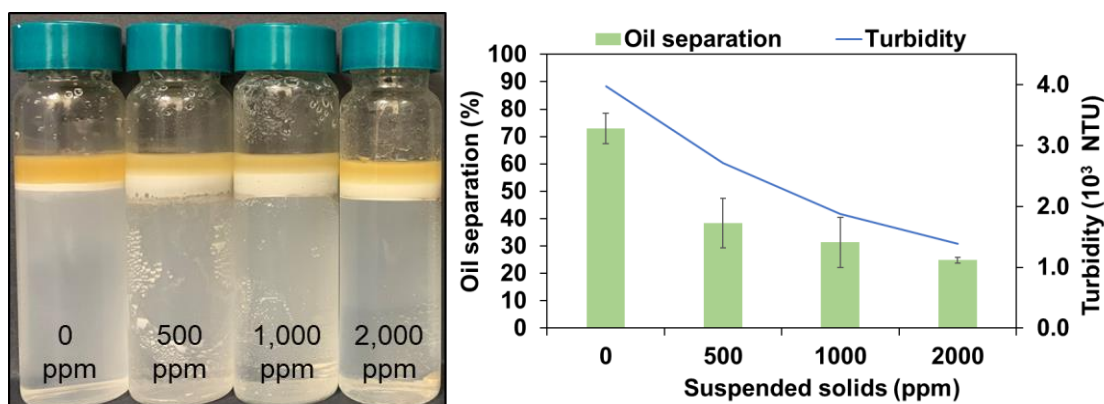 0
ppm
500
ppm
1,000
ppm
2,000
ppm
Oil separation
Turbidity
Oil separation (%)
100
90
80
70
60
50
40
30
20
10
0
4.0
3.0
2.0
1.0
0.0
Turbidity (10³ NTU)
0
500
1000
2000
Suspended solids (ppm)